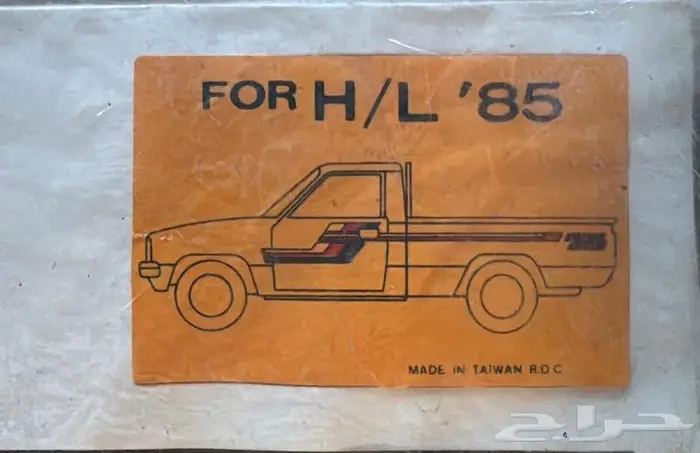 FOR H/L '85
MADE IN TAIWAN R.O.C
حراج